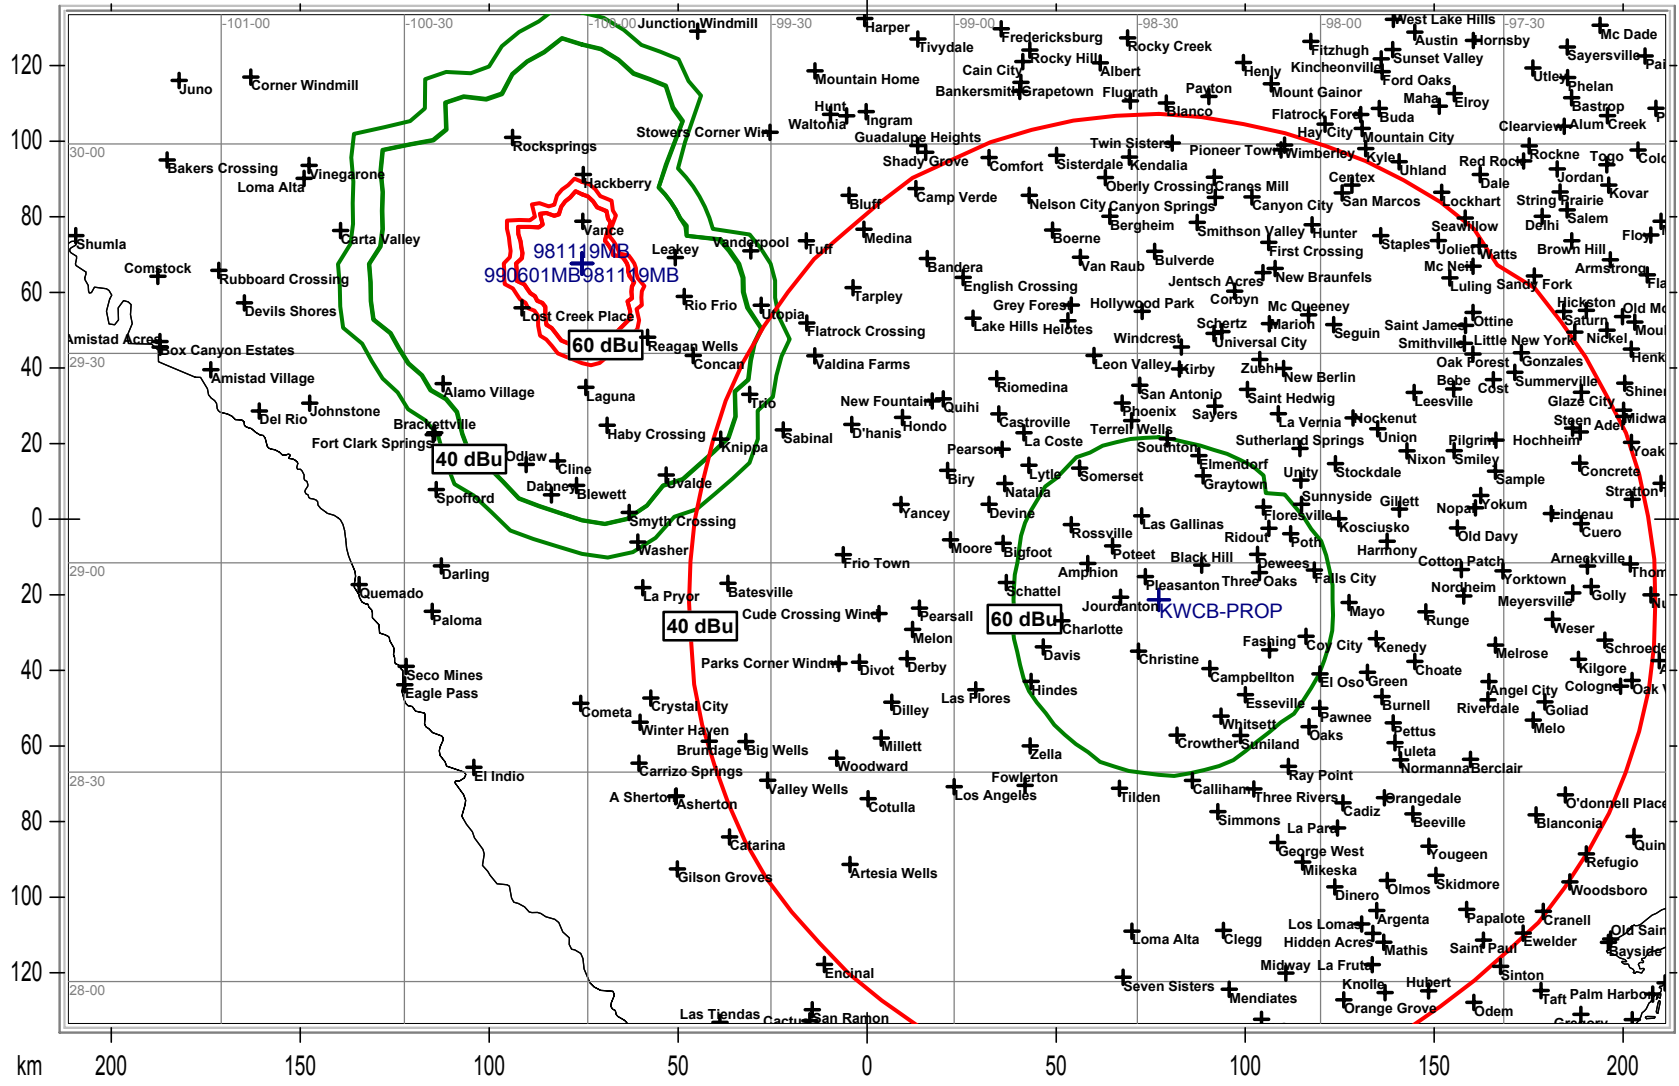 -101-00
-100-30
-100-00
-99-30
-99-00
-98-30
-98-00
-97-30
Junction Windmill
Harper
Tivydale
Fredericksburg
Rocky Hill
Cain City
Rocky Creek
Albert
Fitzhugh
Kincheonville
West Lake Hills
Austin
Hornsby
Sunset Valley
Ford Oaks
Mc Dade
Sayersville
120
Juno
Corner Windmill
Mountain Home
Bankersmith
Grapetown
Flugrath
Henly
Mount Gainor
Payton
Blanco
Utley
Phelan
Bastrop
Maha
Elroy
Buda
Hunt
Waltonia
Ingram
Stowers Corner Win
Guadalupe Heights
Flatrock Ford
Hay City
Mountain City
Clearview
Alum Creek
100
30-00
Rocksprings
Bakers Crossing
Vinegarone
Loma Alta
Hackberry
Shady Grove
Comfort
Twin Sisters
Sisterdale
Kendalia
Pioneer Town
Wimberley
Kyle
Uhland
Red Rock
Rockne
Togo
Dale
Jordan
Kovar
Camp Verde
Bluff
Nelson City
Oberly Crossing
Cranes Mill
Canyon Springs
Canyon City
Centex
San Marcos
Lockhart
String Prairie
Salem
80
Shumla
Carta Valley
Vance
Leakey
Vanderpool
Tuff
Medina
Boerne
Bergheim
Smithson Valley
Hunter
First Crossing
Seawillow
Staples
Joliet
Watts
Delhi
Brown Hill
981119MB
990601MB981119MB
Comstock
Rubboard Crossing
Bandera
Van Raub
Bulverde
New Braunfels
Mc Neil
Luling
Sandy Fork
Armstrong
60
Devils Shores
Lost Creek Place
Rio Frio
Utopia
Tarpley
English Crossing
Jentsch Acres
Corbyn
Grey Forest
Hollywood Park
Mc Queeney
Hickston
Saturn
Lake Hills
Helotes
Schertz
Marion
Seguin
Saint James
Ottine
Nickel
Flatrock Crossing
Amistad Acres
Box Canyon Estates
60 dBu
Reagan Wells
Windcrest
Universal City
Smithville
Little New York
40
29-30
Amistad Village
Concan
Valdina Farms
Leon Valley
Kirby
Zuehl
New Berlin
Oak Forest
Gonzales
Summerville
Bebe
Cost
Alamo Village
Laguna
Trio
Riomedina
San Antonio
Saint Hedwig
Leesville
Glaze City
New Fountain
Quihi
Del Rio
Johnstone
Haby Crossing
Sabinal
D'hanis
Hondo
Castroville
Phoenix
Sayers
La Vernia
Nockenut
Steen
Brackettville
Fort Clark Springs
La Coste
Terrell Wells
Union
Hochheim
20
Knippa
Pearson
Southton
Sutherland Springs
Pilgrim
40 dBu
Odlaw
Cline
Elmendorf
Nixon
Smiley
Spofford
Dabney
Blewett
Uvalde
Biry
Lytle
Somerset
Graytown
Unity
Stockdale
Sample
Concrete
Natalia
Sunnyside
Stratton
Gillett
Nopal
Yokum
0
Smyth Crossing
Yancey
Devine
Las Gallinas
Floresville
Kosciusko
Lindenau
Cuero
Rossville
Ridout
Poth
Old Davy
Washer
Moore
Bigfoot
Poteet
Black Hill
Dewees
Harmony
Frio Town
Cotton Patch
Arneckville
29-00
Darling
Amphion
Pleasanton
Three Oaks
Falls City
Nordheim
Yorktown
20
Quemado
La Pryor
Batesville
Schattel
Jourdanton
KWCB-PROP
Mayo
Meyersville
Golly
Paloma
Cude Crossing Wind
Pearsall
40 dBu
60 dBu
Charlotte
Runge
Weser
Melon
Fashing
Coy City
Kenedy
Parks Corner Windm
Divot
Derby
Davis
Christine
Melrose
Kilgore
40
Seco Mines
Eagle Pass
Campbellton
El Oso
Green
Choate
Angel City
Cologne
Las Flores
Hindes
Esseville
Burnell
Riverdale
Goliad
Cometa
Crystal City
Dilley
Whitsett
Pawnee
Winter Haven
Oaks
Pettus
Melo
60
Brundage
Big Wells
Millett
Zella
Crowther
Suniland
Tuleta
El Indio
Carrizo Springs
Woodward
Normanna
Berclair
28-30
Valley Wells
Fowlerton
Los Angeles
Ray Point
A Sherton
Asherton
Cotulla
Tilden
Calliham
Three Rivers
Orangedale
O'donnell Place
80
Simmons
Cadiz
Beeville
Blanconia
La Para
Catarina
George West
Yougeen
Refugio
Gilson Groves
Artesia Wells
Mikeska
Dinero
Olmos
Skidmore
Woodsboro
100
Argenta
Papalote
Cranell
Loma Alta
Clegg
Los Lomas
Hidden Acres
Mathis
Saint Paul
Ewelder
Bayside
Encinal
Midway
La Fruta
Sinton
120
28-00
Seven Sisters
Mendiates
Knolle
Hubert
Orange Grove
Odem
Taft
Palm Harbo
Las Tiendas
San Ramon
km
200
150
100
50
0
50
100
150
200